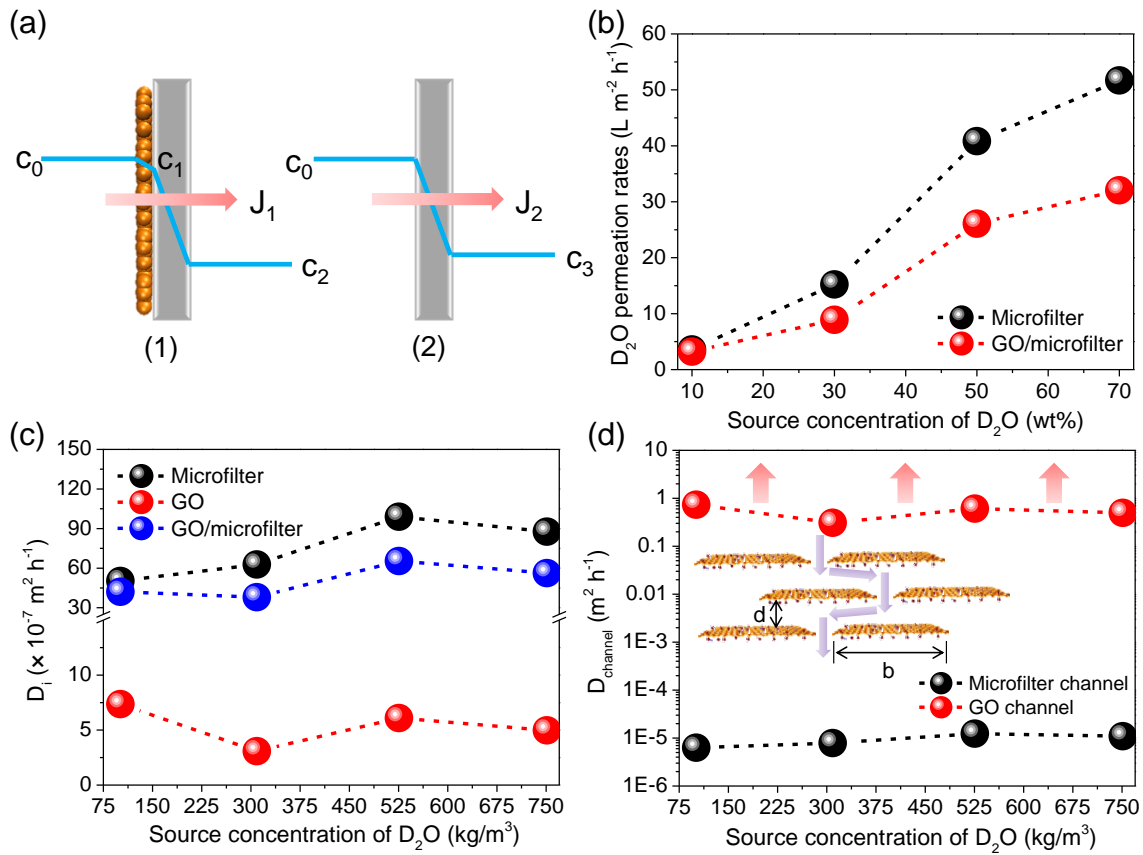 (a)
c₀
c₁
J₁
c₂
(1)
c₀
J₂
c₃
(2)
(b)
D₂O permeation rates (L m⁻² h⁻¹)
60
50
40
30
20
10
0
Microfilter
GO/microfilter
10 20 30 40 50 60 70
Source concentration of D₂O (wt%)
(c)
Dᵢ (× 10⁻⁷ m² h⁻¹)
150
120
90
60
30
10
5
0
Microfilter
GO
GO/microfilter
75 150 225 300 375 450 525 600 675 750
Source concentration of D₂O (kg/m³)
(d)
D_channel (m² h⁻¹)
10
1
0.1
0.01
1E-3
1E-4
1E-5
1E-6
d
b
Microfilter channel
GO channel
75 150 225 300 375 450 525 600 675 750
Source concentration of D₂O (kg/m³)